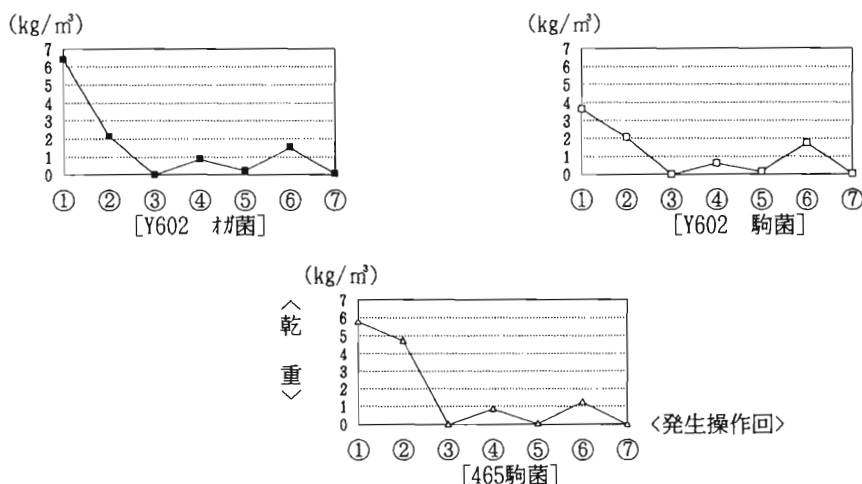 (kg/㎥)
7
6
5
4
3
2
1
0
① ② ③ ④ ⑤ ⑥ ⑦
[Y602 ｵｶﾞ菌]
(kg/㎥)
7
6
5
4
3
2
1
0
① ② ③ ④ ⑤ ⑥ ⑦
[Y602 駒菌]
(kg/㎥)
〈乾重〉
7
6
5
4
3
2
1
0
<発生操作回>
① ② ③ ④ ⑤ ⑥ ⑦
[465駒菌]